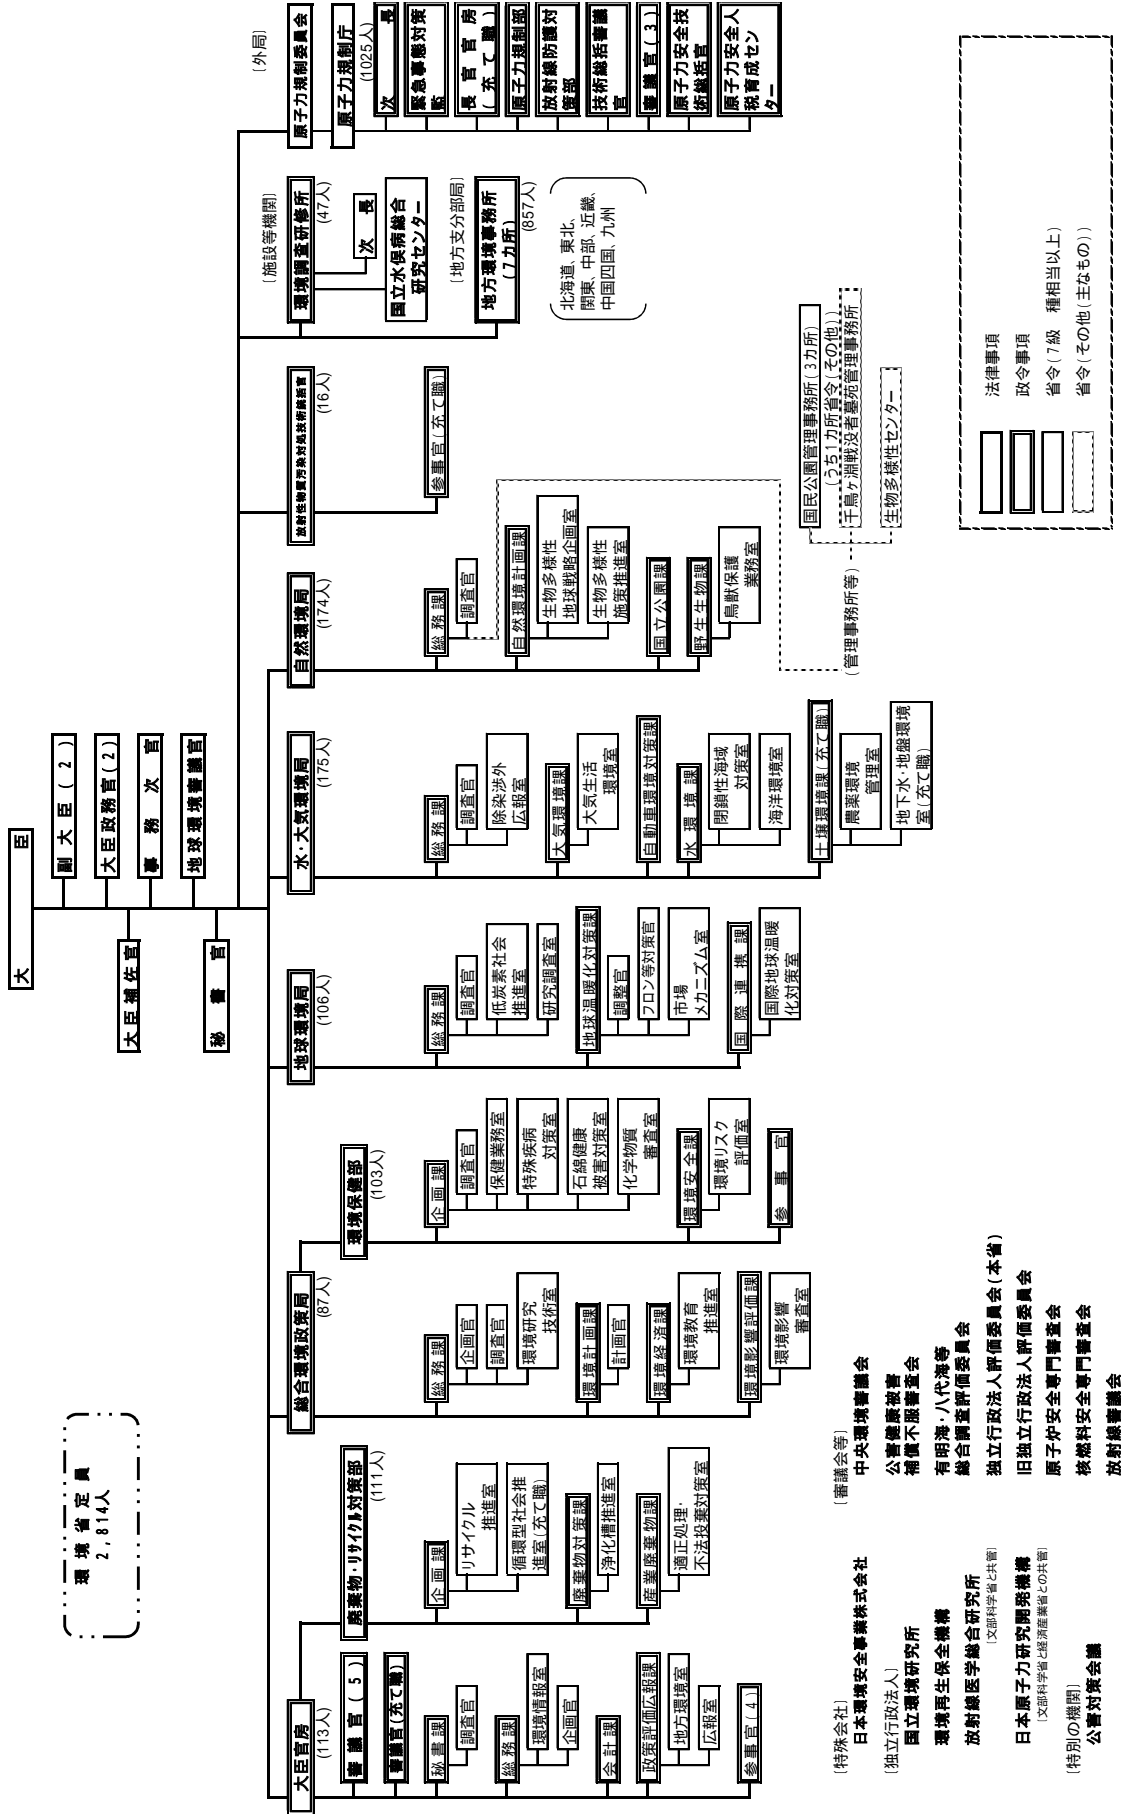 環境省定員
2,814人
大臣
副大臣(2)
大臣政務官(2)
事務次官
地球環境審議官
大臣補佐官
秘書官
大臣官房
(113人)
審議官(5)
審議官(充て職)
秘書課
調査官
総務課
環境情報室
企画官
会計課
政策評価広報課
地方環境室
広報室
参事官(4)
廃棄物・リサイクル対策部
(111人)
企画課
リサイクル
推進室
循環型社会推
進室(充て職)
廃棄物対策課
浄化槽推進室
産業廃棄物課
適正処理・
不法投棄対策室
総合環境政策局
(87人)
総務課
企画官
調査官
環境研究
技術室
環境計画課
計画官
環境経済課
環境教育
推進室
環境影響評価課
環境影響
審査室
環境保健部
(103人)
企画課
調査官
保健業務室
特殊疾病
対策室
石綿健康
被害対策室
化学物質
審査室
環境安全課
環境リスク
評価室
参事官
地球環境局
(106人)
総務課
調査官
低炭素社会
推進室
研究調査室
地球温暖化対策課
調整官
フロン等対策官
市場
メカニズム室
国際連携課
国際地球温暖
化対策室
水・大気環境局
(175人)
総務課
調査官
除染渉外
広報室
大気環境課
大気生活
環境室
自動車環境対策課
水環境課
閉鎖性海域
対策室
海洋環境室
土壌環境課(充て職)
農薬環境
管理室
地下水・地盤環境
室(充て職)
自然環境局
(174人)
総務課
調査官
自然環境計画課
生物多様性
地球戦略企画室
生物多様性
施策推進室
国立公園課
野生生物課
鳥獣保護
業務室
(管理事務所等)
国民公園管理事務所(3カ所)
(うち1カ所省令(その他))
千鳥ヶ淵戦没者墓苑管理事務所
生物多様性センター
放射性物質汚染対処技術統括官
(16人)
参事官(充て職)
[施設等機関]
環境調査研修所
(47人)
次長
国立水俣病総合
研究センター
[地方支分部局]
地方環境事務所
(7カ所)
(857人)
北海道、東北、
関東、中部、近畿、
中国四国、九州
[外局]
原子力規制委員会
原子力規制庁
(1025人)
次長
緊急事態対策
監
長官官房
(充て職)
原子力規制部
放射線防護対
策部
技術総括審議
官
審議官(3)
原子力安全技
術総括官
原子力安全人
税育成セン
ター
法律事項
政令事項
省令(7級 種相当以上)
省令(その他(主なもの))
[特殊会社]
日本環境安全事業株式会社
[独立行政法人]
国立環境研究所
環境再生保全機構
放射線医学総合研究所
[文部科学省と共管]
日本原子力研究開発機構
[文部科学省と経済産業省との共管]
[特別の機関]
公害対策会議
[審議会等]
中央環境審議会
公害健康被害
補償不服審査会
有明海・八代海等
総合調査評価委員会
独立行政法人評価委員会(本省)
旧独立行政法人評価委員会
原子炉安全専門審査会
核燃料安全専門審査会
放射線審議会